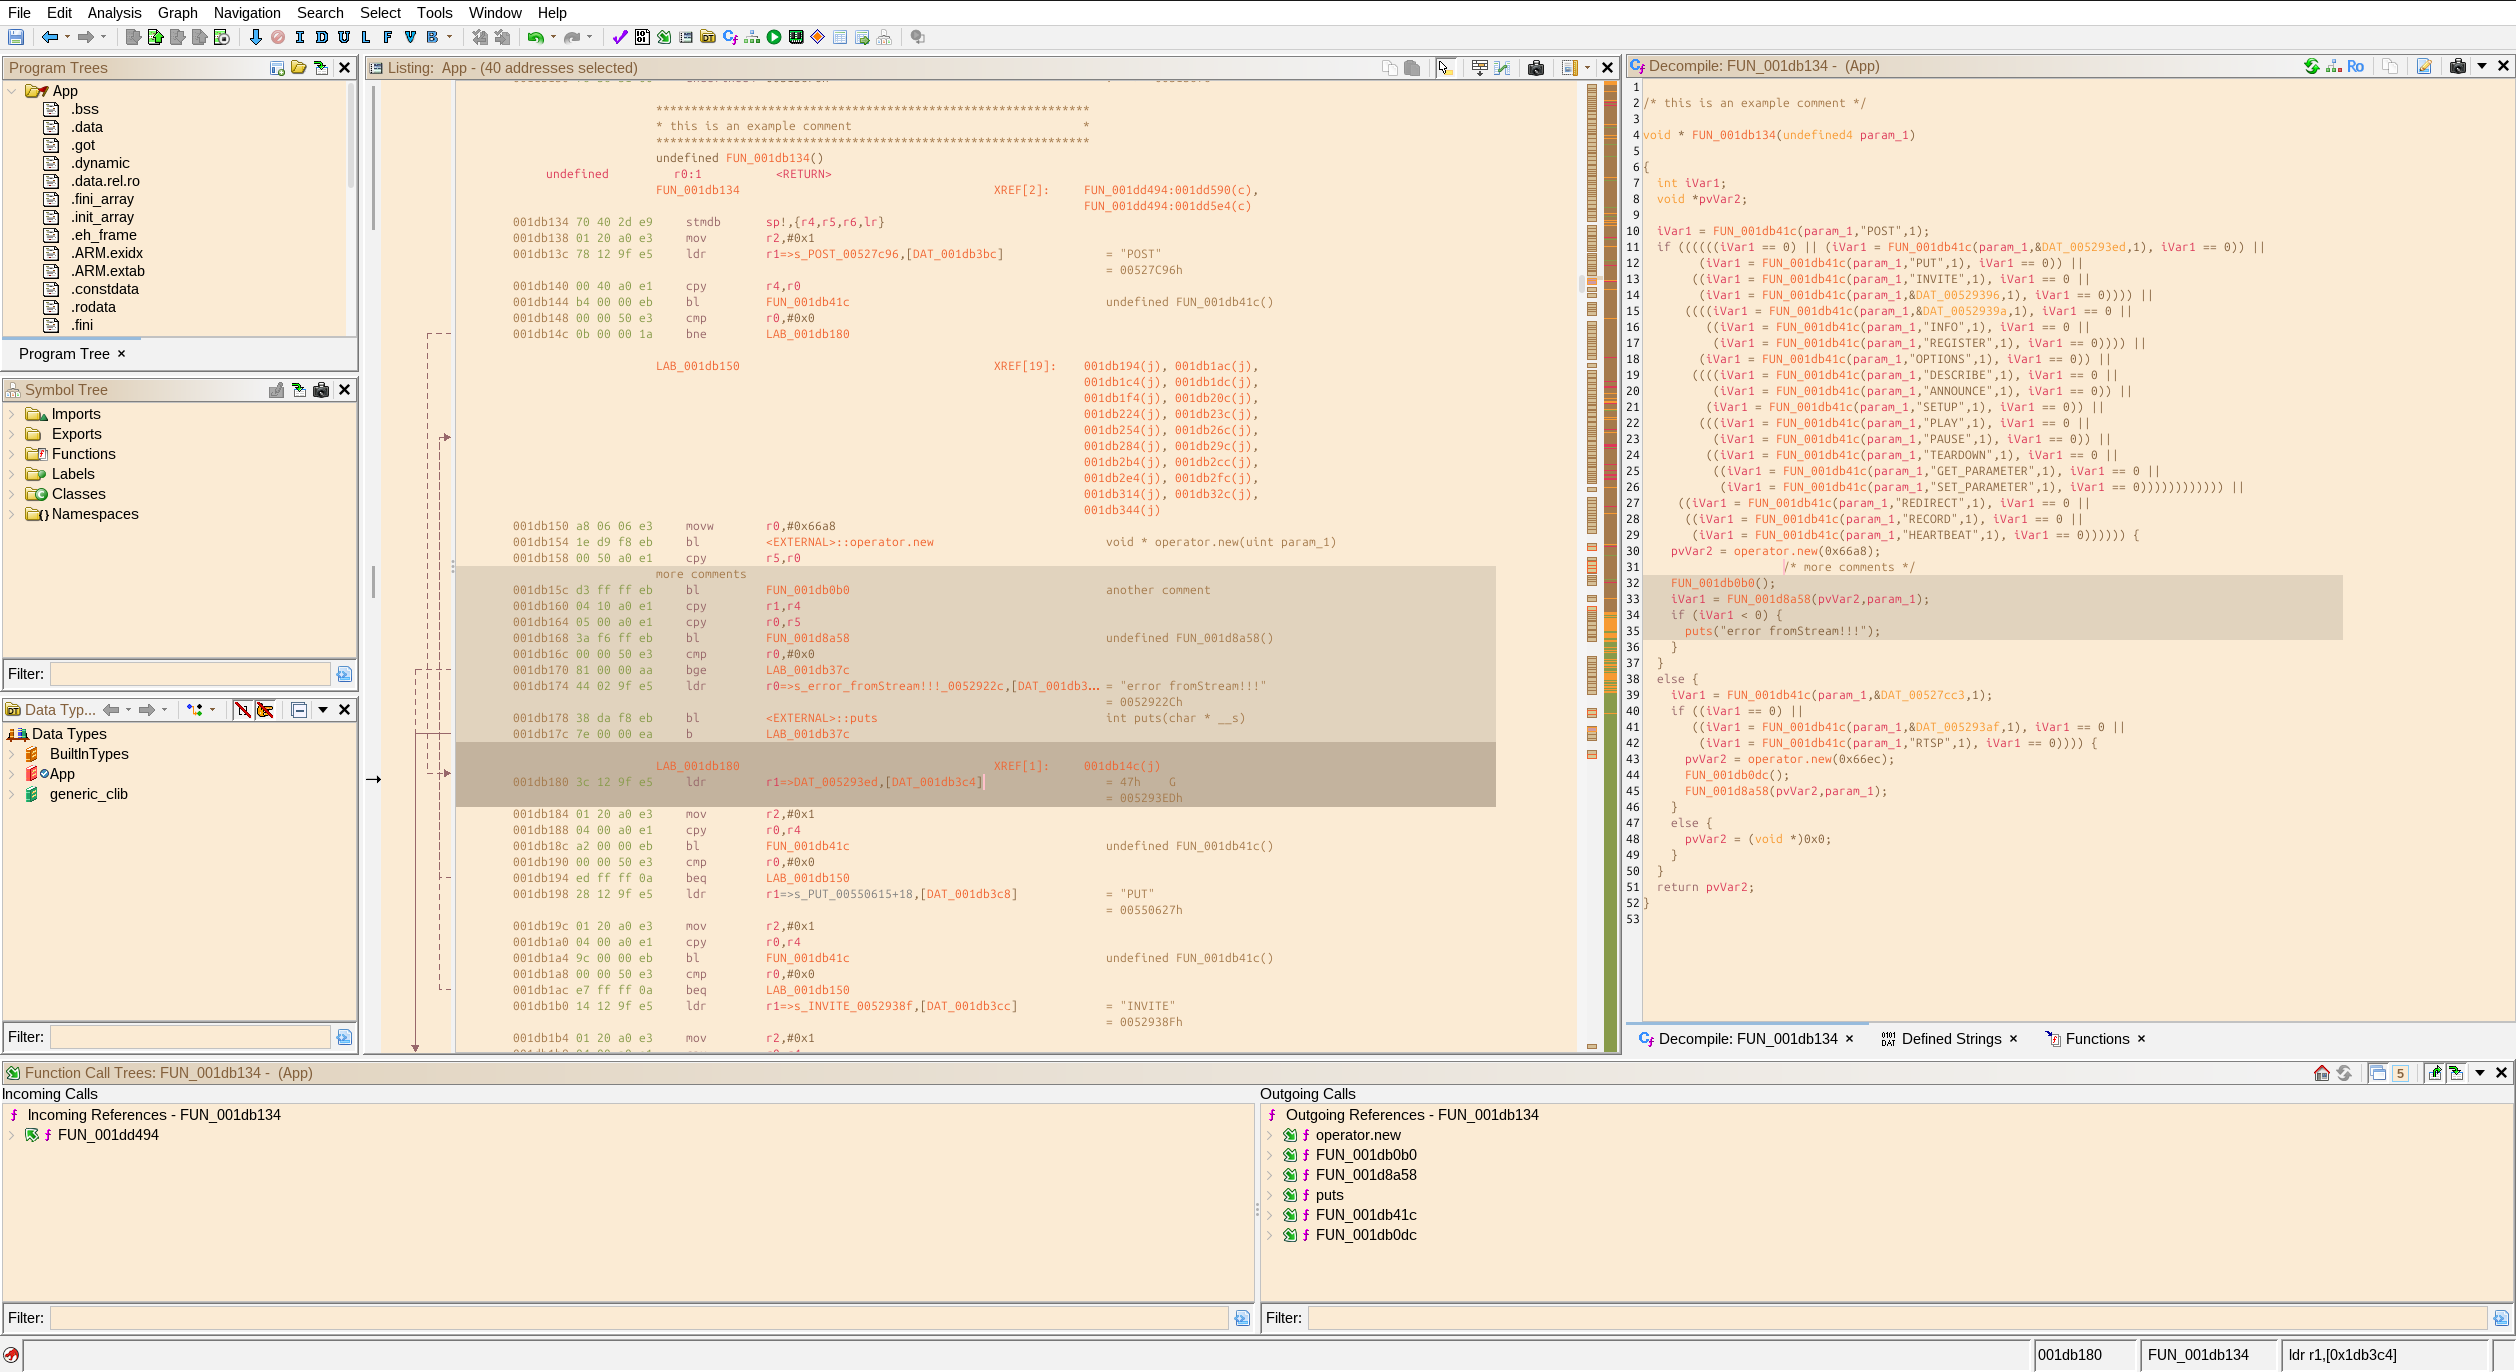 File Edit Analysis Graph Navigation Search Select Tools Window Help
I D U L F V B
Program Trees
App
.bss
.data
.got
.dynamic
.data.rel.ro
.fini_array
.init_array
.eh_frame
.ARM.exidx
.ARM.extab
.constdata
.rodata
.fini
Program Tree ×
Symbol Tree
Imports
Exports
Functions
Labels
Classes
Namespaces
Filter:
Data Typ...
Data Types
BuiltInTypes
App
generic_clib
Filter:
Listing: App - (40 addresses selected)
**************************************************************
* this is an example comment *
**************************************************************
undefined FUN_001db134()
undefined r0:1 <RETURN>
FUN_001db134 XREF[2]: FUN_001dd494:001dd590(c),
FUN_001dd494:001dd5e4(c)
001db134 70 40 2d e9 stmdb sp!,{r4,r5,r6,lr}
001db138 01 20 a0 e3 mov r2,#0x1
001db13c 78 12 9f e5 ldr r1=>s_POST_00527c96,[DAT_001db3bc] = "POST"
= 00527C96h
001db140 00 40 a0 e1 cpy r4,r0
001db144 b4 00 00 eb bl FUN_001db41c undefined FUN_001db41c()
001db148 00 00 50 e3 cmp r0,#0x0
001db14c 0b 00 00 1a bne LAB_001db180
LAB_001db150 XREF[19]: 001db194(j), 001db1ac(j),
001db1c4(j), 001db1dc(j),
001db1f4(j), 001db20c(j),
001db224(j), 001db23c(j),
001db254(j), 001db26c(j),
001db284(j), 001db29c(j),
001db2b4(j), 001db2cc(j),
001db2e4(j), 001db2fc(j),
001db314(j), 001db32c(j),
001db344(j)
001db150 a8 06 06 e3 movw r0,#0x66a8
001db154 1e d9 f8 eb bl <EXTERNAL>::operator.new void * operator.new(uint param_1)
001db158 00 50 a0 e1 cpy r5,r0
more comments
001db15c d3 ff ff eb bl FUN_001db0b0 another comment
001db160 04 10 a0 e1 cpy r1,r4
001db164 05 00 a0 e1 cpy r0,r5
001db168 3a f6 ff eb bl FUN_001d8a58 undefined FUN_001d8a58()
001db16c 00 00 50 e3 cmp r0,#0x0
001db170 81 00 00 aa bge LAB_001db37c
001db174 44 02 9f e5 ldr r0=>s_error_fromStream!!!_0052922c,[DAT_001db3... = "error fromStream!!!"
= 0052922Ch
001db178 38 da f8 eb bl <EXTERNAL>::puts int puts(char * __s)
001db17c 7e 00 00 ea b LAB_001db37c
LAB_001db180 XREF[1]: 001db14c(j)
001db180 3c 12 9f e5 ldr r1=>DAT_005293ed,[DAT_001db3c4] = 47h G
= 005293EDh
001db184 01 20 a0 e3 mov r2,#0x1
001db188 04 00 a0 e1 cpy r0,r4
001db18c a2 00 00 eb bl FUN_001db41c undefined FUN_001db41c()
001db190 00 00 50 e3 cmp r0,#0x0
001db194 ed ff ff 0a beq LAB_001db150
001db198 28 12 9f e5 ldr r1=>s_PUT_00550615+18,[DAT_001db3c8] = "PUT"
= 00550627h
001db19c 01 20 a0 e3 mov r2,#0x1
001db1a0 04 00 a0 e1 cpy r0,r4
001db1a4 9c 00 00 eb bl FUN_001db41c undefined FUN_001db41c()
001db1a8 00 00 50 e3 cmp r0,#0x0
001db1ac e7 ff ff 0a beq LAB_001db150
001db1b0 14 12 9f e5 ldr r1=>s_INVITE_0052938f,[DAT_001db3cc] = "INVITE"
= 0052938Fh
001db1b4 01 20 a0 e3 mov r2,#0x1
Decompile: FUN_001db134 - (App)
Ro
1
2 /* this is an example comment */
3
4 void * FUN_001db134(undefined4 param_1)
5
6 {
7 int iVar1;
8 void *pvVar2;
9
10 iVar1 = FUN_001db41c(param_1,"POST",1);
11 if ((((((iVar1 == 0) || (iVar1 = FUN_001db41c(param_1,&DAT_005293ed,1), iVar1 == 0)) ||
12 (iVar1 = FUN_001db41c(param_1,"PUT",1), iVar1 == 0)) ||
13 ((iVar1 = FUN_001db41c(param_1,"INVITE",1), iVar1 == 0 ||
14 (iVar1 = FUN_001db41c(param_1,&DAT_00529396,1), iVar1 == 0)))) ||
15 ((((iVar1 = FUN_001db41c(param_1,&DAT_0052939a,1), iVar1 == 0 ||
16 ((iVar1 = FUN_001db41c(param_1,"INFO",1), iVar1 == 0 ||
17 (iVar1 = FUN_001db41c(param_1,"REGISTER",1), iVar1 == 0)))) ||
18 (iVar1 = FUN_001db41c(param_1,"OPTIONS",1), iVar1 == 0)) ||
19 ((((iVar1 = FUN_001db41c(param_1,"DESCRIBE",1), iVar1 == 0 ||
20 (iVar1 = FUN_001db41c(param_1,"ANNOUNCE",1), iVar1 == 0)) ||
21 (iVar1 = FUN_001db41c(param_1,"SETUP",1), iVar1 == 0)) ||
22 (((iVar1 = FUN_001db41c(param_1,"PLAY",1), iVar1 == 0 ||
23 (iVar1 = FUN_001db41c(param_1,"PAUSE",1), iVar1 == 0)) ||
24 ((iVar1 = FUN_001db41c(param_1,"TEARDOWN",1), iVar1 == 0 ||
25 ((iVar1 = FUN_001db41c(param_1,"GET_PARAMETER",1), iVar1 == 0 ||
26 (iVar1 = FUN_001db41c(param_1,"SET_PARAMETER",1), iVar1 == 0)))))))))))) ||
27 ((iVar1 = FUN_001db41c(param_1,"REDIRECT",1), iVar1 == 0 ||
28 ((iVar1 = FUN_001db41c(param_1,"RECORD",1), iVar1 == 0 ||
29 (iVar1 = FUN_001db41c(param_1,"HEARTBEAT",1), iVar1 == 0)))))) {
30 pvVar2 = operator.new(0x66a8);
31 /* more comments */
32 FUN_001db0b0();
33 iVar1 = FUN_001d8a58(pvVar2,param_1);
34 if (iVar1 < 0) {
35 puts("error fromStream!!!");
36 }
37 }
38 else {
39 iVar1 = FUN_001db41c(param_1,&DAT_00527cc3,1);
40 if ((iVar1 == 0) ||
41 ((iVar1 = FUN_001db41c(param_1,&DAT_005293af,1), iVar1 == 0 ||
42 (iVar1 = FUN_001db41c(param_1,"RTSP",1), iVar1 == 0)))) {
43 pvVar2 = operator.new(0x66ec);
44 FUN_001db0dc();
45 FUN_001d8a58(pvVar2,param_1);
46 }
47 else {
48 pvVar2 = (void *)0x0;
49 }
50 }
51 return pvVar2;
52 }
53
Decompile: FUN_001db134 × Defined Strings × Functions ×
Function Call Trees: FUN_001db134 - (App)
5
Incoming Calls
Incoming References - FUN_001db134
FUN_001dd494
Filter:
Outgoing Calls
Outgoing References - FUN_001db134
operator.new
FUN_001db0b0
FUN_001d8a58
puts
FUN_001db41c
FUN_001db0dc
Filter:
001db180 FUN_001db134 ldr r1,[0x1db3c4]